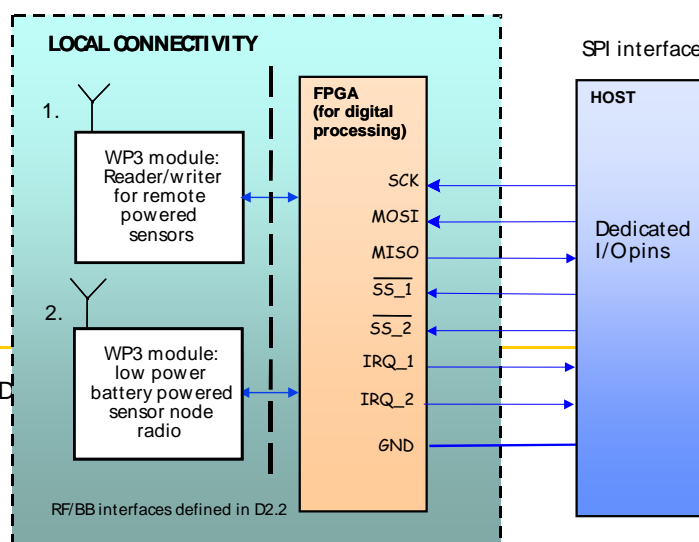 LOCAL CONNECTIVITY
SPI interface
1.
WP3 module:
Reader/writer
for remote
powered
sensors
2.
WP3 module:
low power
battery powered
sensor node
radio
D
RF/BB interfaces defined in D2.2
FPGA
(for digital
processing)
SCK
MOSI
MISO
SS_1
SS_2
IRQ_1
IRQ_2
GND
HOST
Dedicated
I/O pins